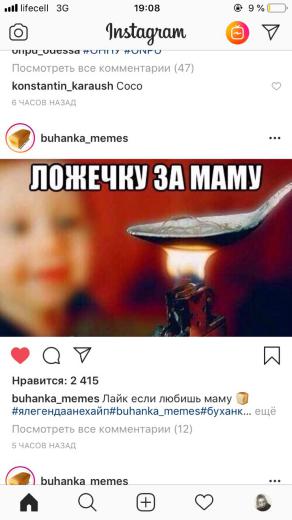 lifecell 3G 19:08 9 %
Instagram
onpu_odessa #ОНПУ #ONPU
Посмотреть все комментарии (47)
konstantin_karaush Сосо
6 ЧАСОВ НАЗАД
buhanka_memes
ЛОЖЕЧКУ ЗА МАМУ
Нравится: 2 415
buhanka_memes Лайк если любишь маму
#ялегендаанехайп#buhanka_memes#буханк... ещё
Посмотреть все комментарии (12)
5 ЧАСОВ НАЗАД
buhanka_memes